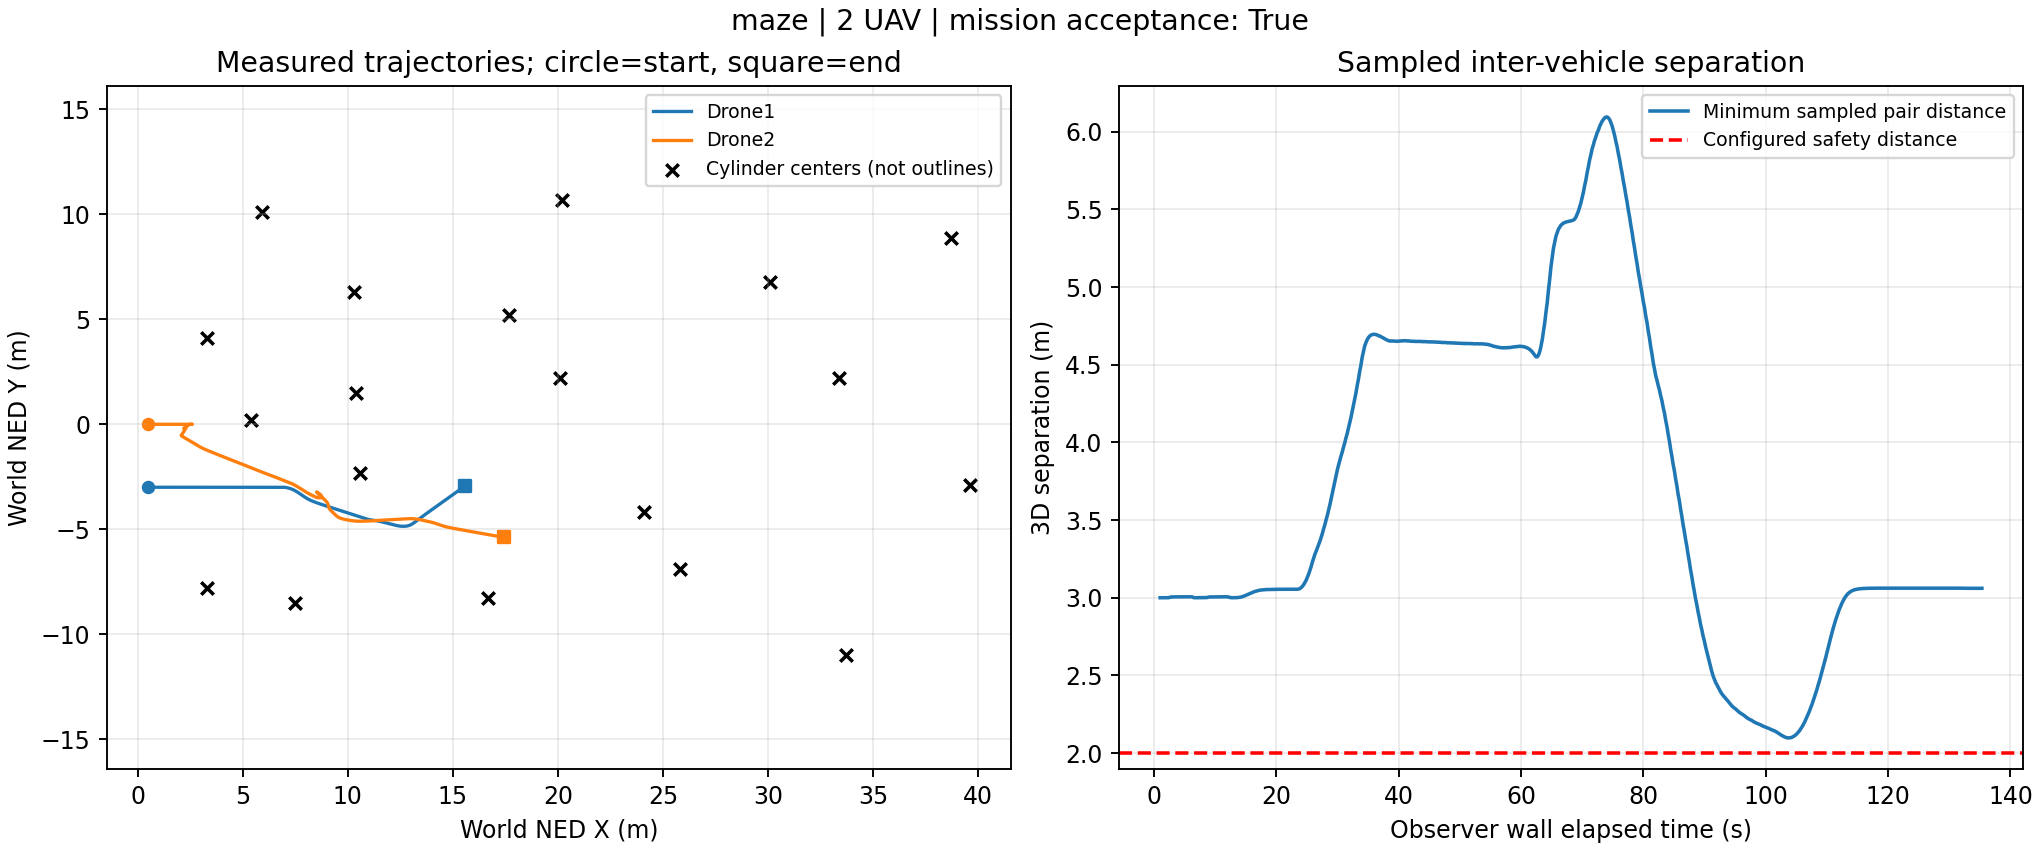 maze | 2 UAV | mission acceptance: True
Measured trajectories; circle=start, square=end
Drone1
Drone2
Cylinder centers (not outlines)
15
10
5
0
−5
−10
−15
World NED Y (m)
0
5
10
15
20
25
30
35
40
World NED X (m)
Sampled inter-vehicle separation
Minimum sampled pair distance
Configured safety distance
6.0
5.5
5.0
4.5
4.0
3.5
3.0
2.5
2.0
3D separation (m)
0
20
40
60
80
100
120
140
Observer wall elapsed time (s)